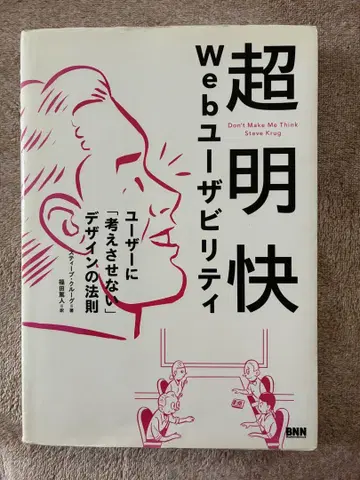 超明快
Webユーザビリティ
Don't Make Me Think
Steve Krug
ユーザーに
「考えさせない」
デザインの法則
スティーブ・クルーグ=著
福田篤人=訳
BNN